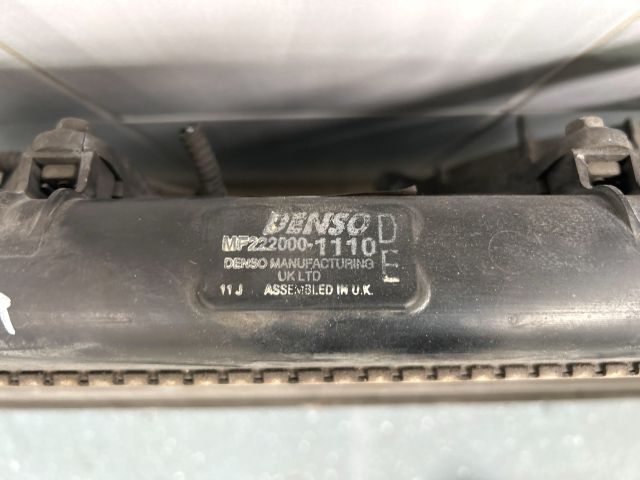 DENSO
MF222000-1110
DENSO MANUFACTURING
UK LTD
11 J ASSEMBLED IN U.K.
D
E